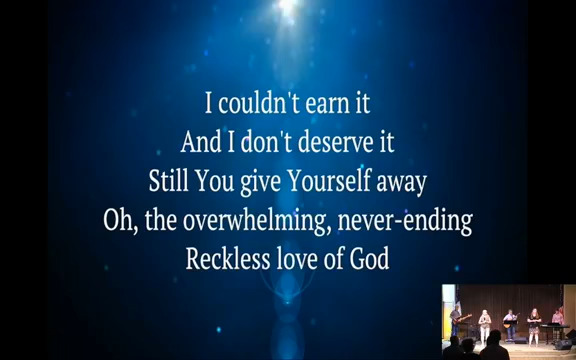 I couldn't earn it
And I don't deserve it
Still You give Yourself away
Oh, the overwhelming, never-ending
Reckless love of God